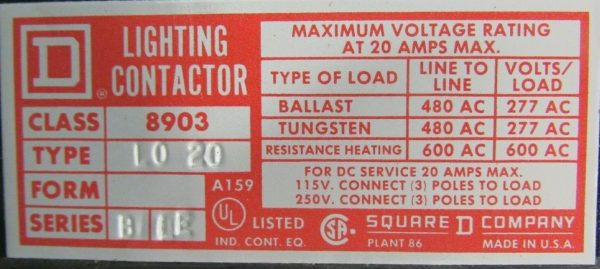 D ®
LIGHTING
CONTACTOR
CLASS 8903
TYPE LO 20
FORM
SERIES B
A159
MAXIMUM VOLTAGE RATING
AT 20 AMPS MAX.
TYPE OF LOAD LINE TO LINE VOLTS/LOAD
BALLAST 480 AC 277 AC
TUNGSTEN 480 AC 277 AC
RESISTANCE HEATING 600 AC 600 AC
FOR DC SERVICE 20 AMPS MAX.
115V. CONNECT (3) POLES TO LOAD
250V. CONNECT (3) POLES TO LOAD
UL LISTED
IND. CONT. EQ.
SA
SQUARE D COMPANY
PLANT 86 MADE IN U.S.A.